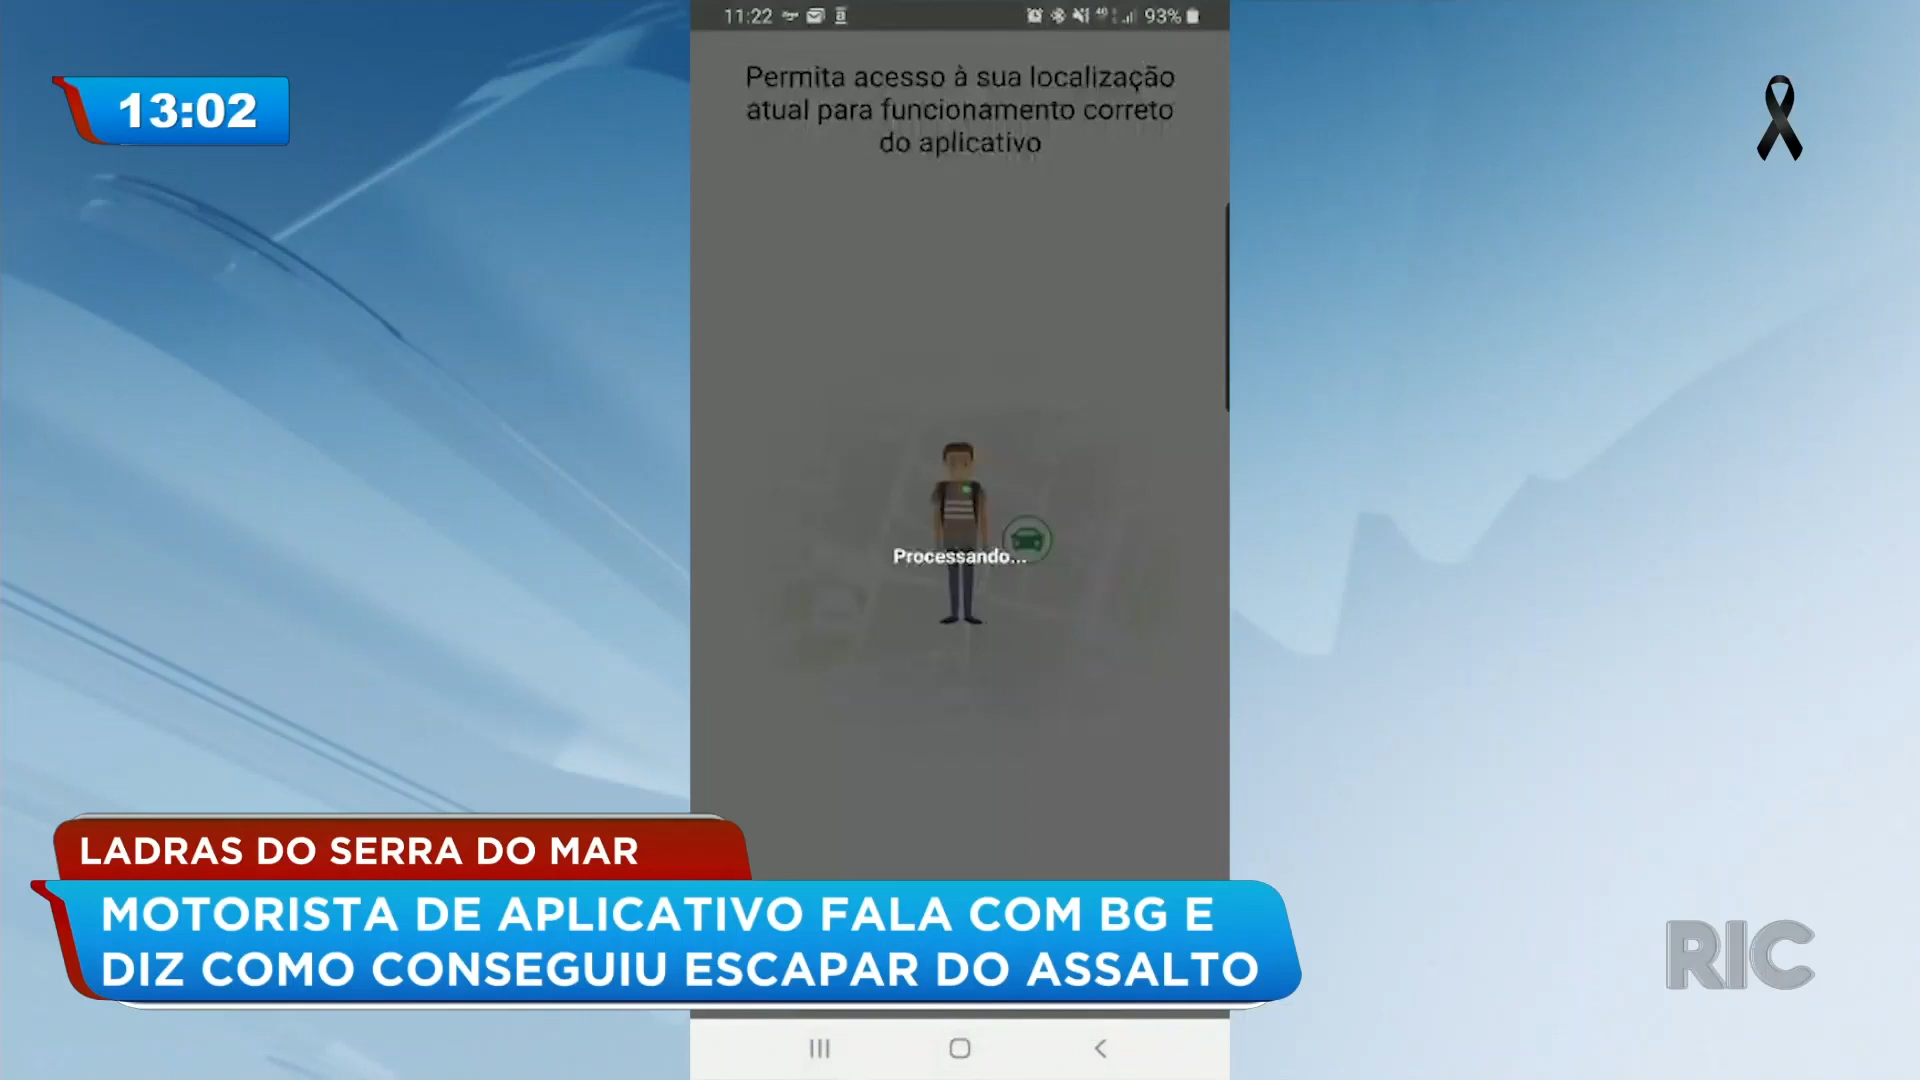 11:22
93%
Permita acesso à sua localização
atual para funcionamento correto
do aplicativo
13:02
Processando...
LADRAS DO SERRA DO MAR
MOTORISTA DE APLICATIVO FALA COM BG E
DIZ COMO CONSEGUIU ESCAPAR DO ASSALTO
RIC